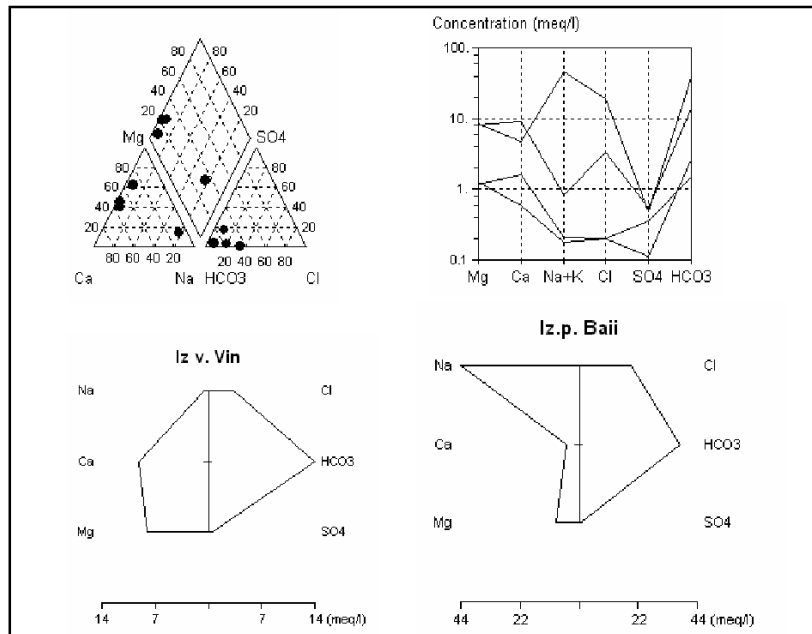 80 80
60 60
40 40
20 20
Mg SO4
80 80
60 60
40 40
20 20
80 60 40 20 20 40 60 80
Ca Na HCO3 Cl
Concentration (meq/l)
100.
10.
1.
0.1
Mg Ca Na+K Cl SO4 HCO3
Iz v. Vin
Na Cl
Ca HCO3
Mg SO4
14 7 7 14 (meq/l)
Iz.p. Baii
Na Cl
Ca HCO3
Mg SO4
44 22 22 44 (meq/l)